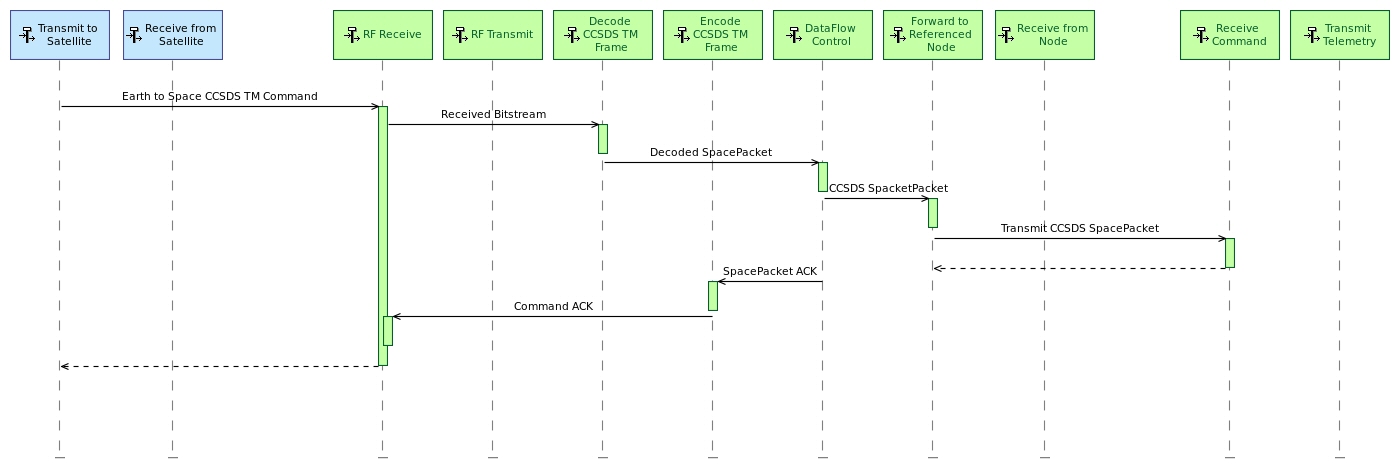 Transmit to
Satellite
Receive from
Satellite
RF Receive
RF Transmit
Decode
CCSDS TM
Frame
Encode
CCSDS TM
Frame
DataFlow
Control
Forward to
Referenced
Node
Receive from
Node
Receive
Command
Transmit
Telemetry
Earth to Space CCSDS TM Command
Received Bitstream
Decoded SpacePacket
CCSDS SpacketPacket
Transmit CCSDS SpacePacket
SpacePacket ACK
Command ACK